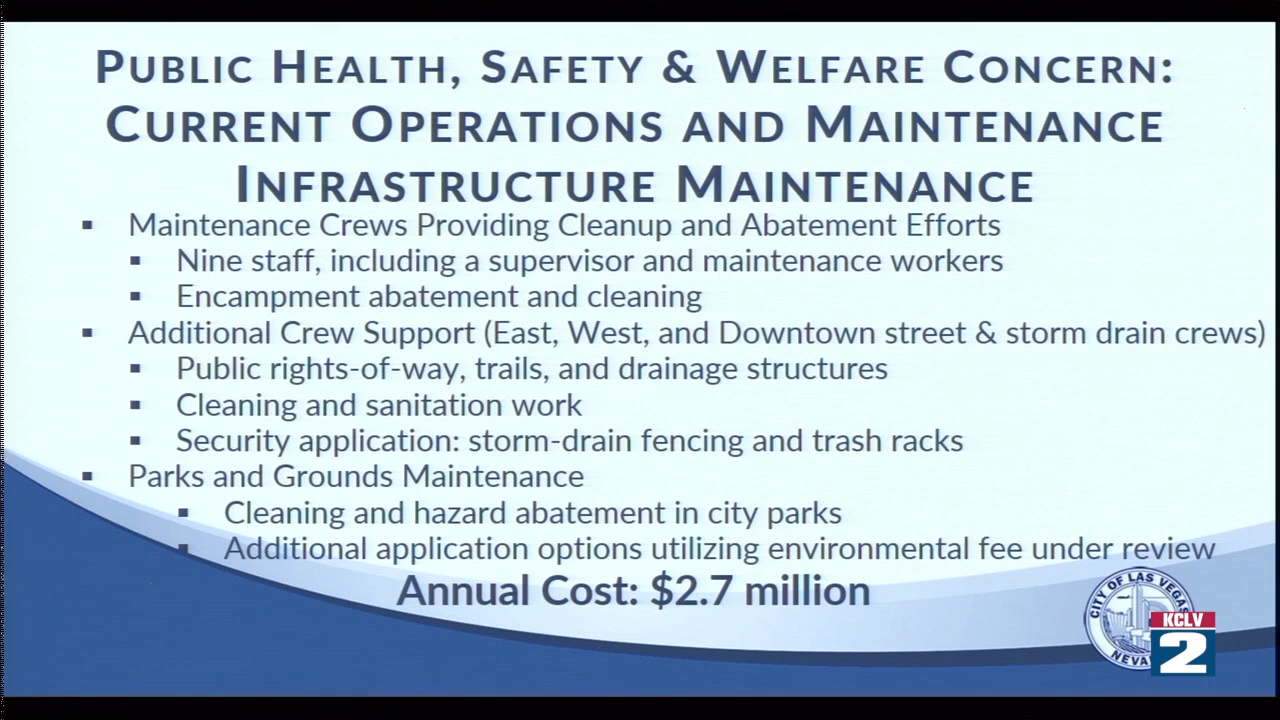 PUBLIC HEALTH, SAFETY & WELFARE CONCERN:
CURRENT OPERATIONS AND MAINTENANCE
INFRASTRUCTURE MAINTENANCE
▪ Maintenance Crews Providing Cleanup and Abatement Efforts
▪ Nine staff, including a supervisor and maintenance workers
▪ Encampment abatement and cleaning
▪ Additional Crew Support (East, West, and Downtown street & storm drain crews)
▪ Public rights-of-way, trails, and drainage structures
▪ Cleaning and sanitation work
▪ Security application: storm-drain fencing and trash racks
▪ Parks and Grounds Maintenance
▪ Cleaning and hazard abatement in city parks
▪ Additional application options utilizing environmental fee under review
Annual Cost: $2.7 million
CITY OF LAS VEGAS
KCLV
2